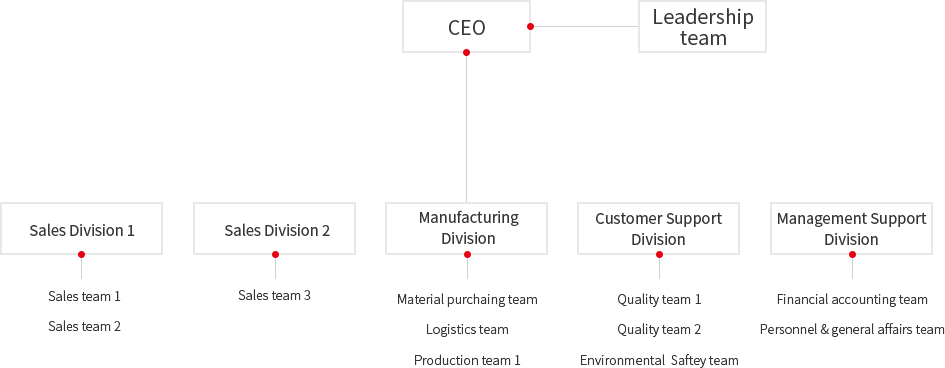 CEO
Leadership
team
Sales Division 1
Sales Division 2
Manufacturing
Division
Customer Support
Division
Management Support
Division
Sales team 1
Sales team 2
Sales team 3
Material purchaing team
Logistics team
Production team 1
Quality team 1
Quality team 2
Environmental Saftey team
Financial accounting team
Personnel & general affairs team